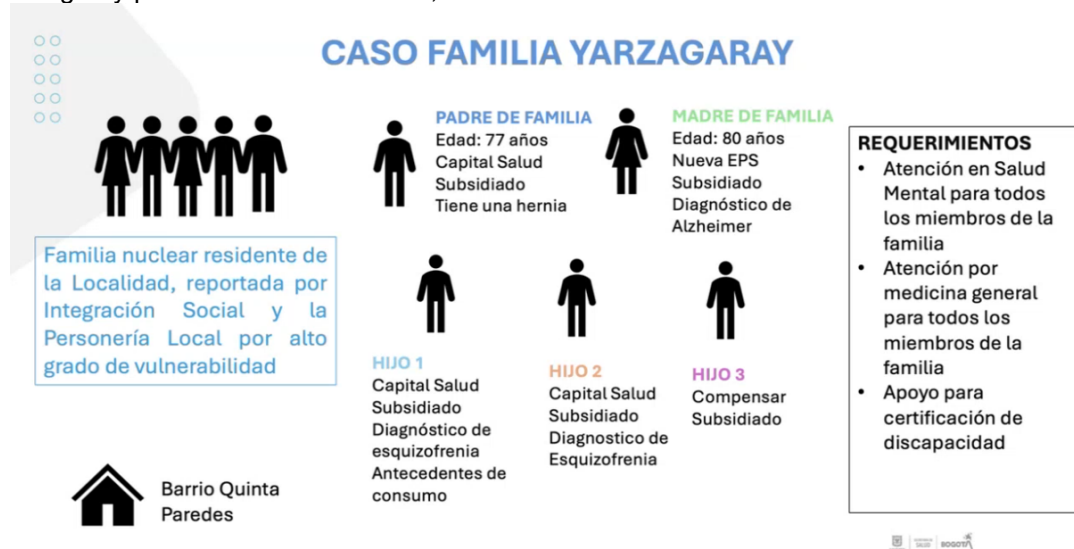 CASO FAMILIA YARZAGARAY
PADRE DE FAMILIA
Edad: 77 años
Capital Salud
Subsidiado
Tiene una hernia
MADRE DE FAMILIA
Edad: 80 años
Nueva EPS
Subsidiado
Diagnóstico de
Alzheimer
Familia nuclear residente de
la Localidad, reportada por
Integración Social y la
Personería Local por alto
grado de vulnerabilidad
HIJO 1
Capital Salud
Subsidiado
Diagnóstico de
esquizofrenia
Antecedentes de
consumo
HIJO 2
Capital Salud
Subsidiado
Diagnostico de
Esquizofrenia
HIJO 3
Compensar
Subsidiado
REQUERIMIENTOS
• Atención en Salud
Mental para todos
los miembros de la
familia
• Atención por
medicina general
para todos los
miembros de la
familia
• Apoyo para
certificación de
discapacidad
Barrio Quinta
Paredes
SALUD
BOGOTÁ